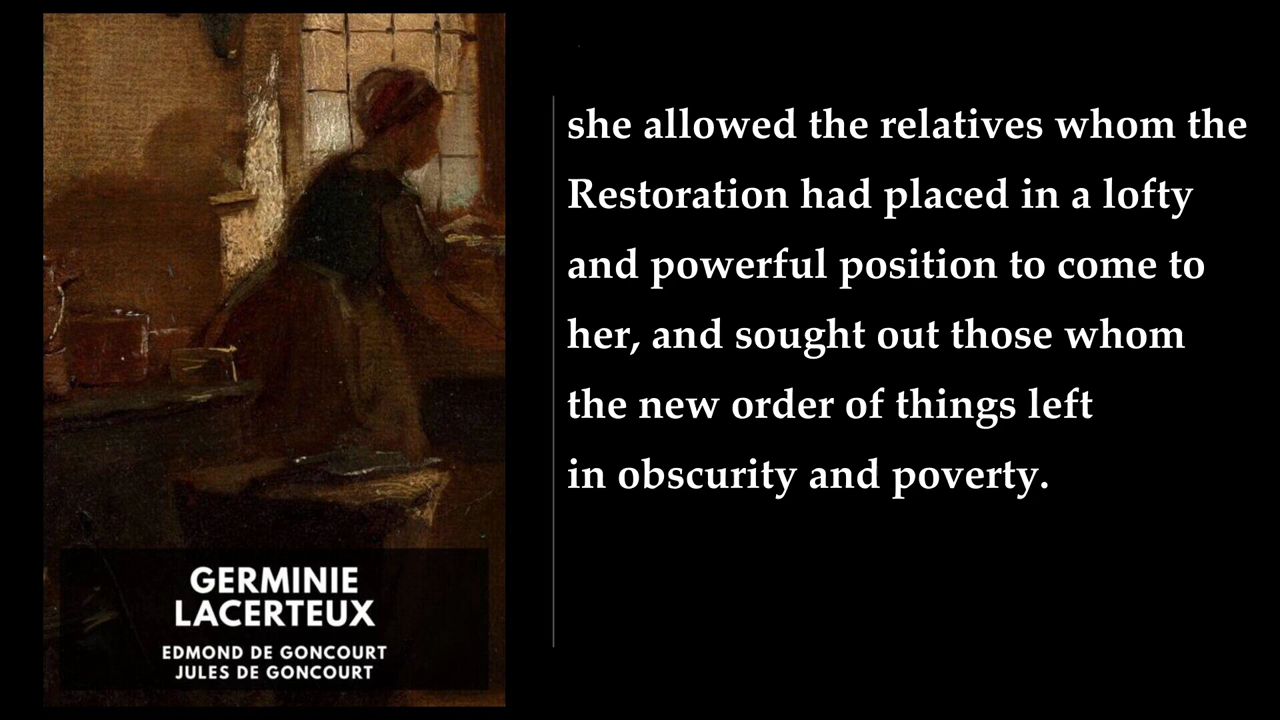 she allowed the relatives whom the
Restoration had placed in a lofty
and powerful position to come to
her, and sought out those whom
the new order of things left
in obscurity and poverty.
GERMINIE
LACERTEUX
EDMOND DE GONCOURT
JULES DE GONCOURT